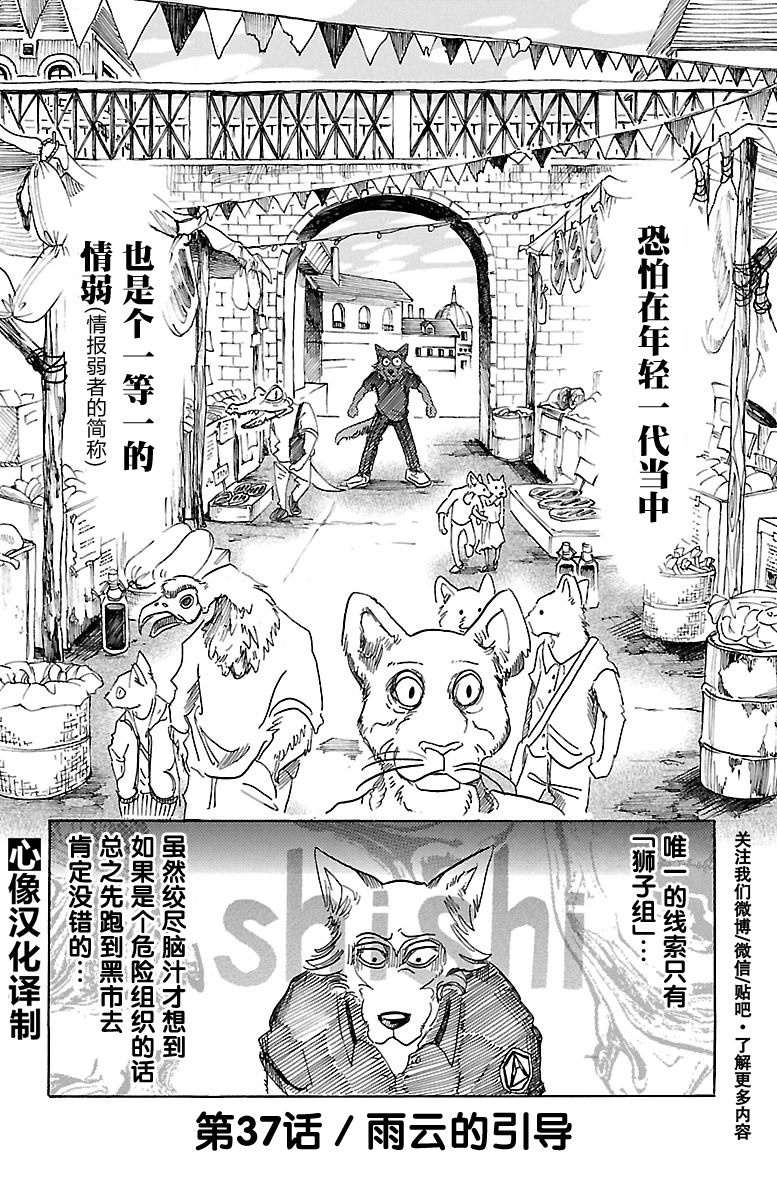 恐怕在年轻一代当中
也是个一等一的
情弱(情报弱者的简称)
唯一的线索只有
「狮子组」…
虽然绞尽脑汁才想到
如果是个危险组织的话
总之先跑到黑市去
肯定没错的…
shishi
心像汉化译制
关注我们微博/微信/贴吧·了解更多内容
第37话 / 雨云的引导